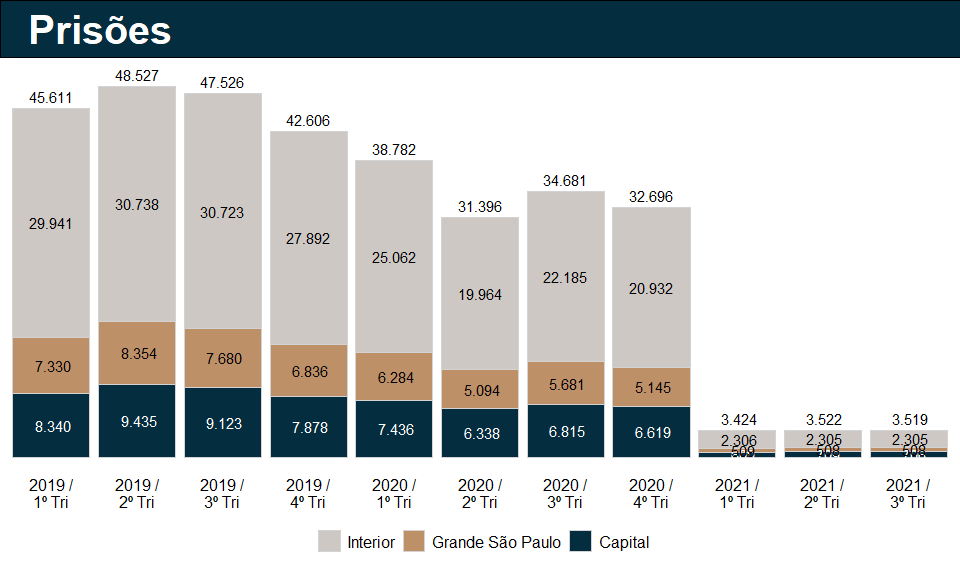 Prisões
45.611 48.527 47.526 42.606 38.782 31.396 34.681 32.696 3.424 3.522 3.519
29.941 30.738 30.723 27.892 25.062 19.964 22.185 20.932 2.306 2.305 2.305
7.330 8.354 7.680 6.836 6.284 5.094 5.681 5.145 509 508 508
8.340 9.435 9.123 7.878 7.436 6.338 6.815 6.619
2019 / 2019 / 2019 / 2019 / 2020 / 2020 / 2020 / 2020 / 2021 / 2021 / 2021 /
1º Tri 2º Tri 3º Tri 4º Tri 1º Tri 2º Tri 3º Tri 4º Tri 1º Tri 2º Tri 3º Tri
Interior Grande São Paulo Capital